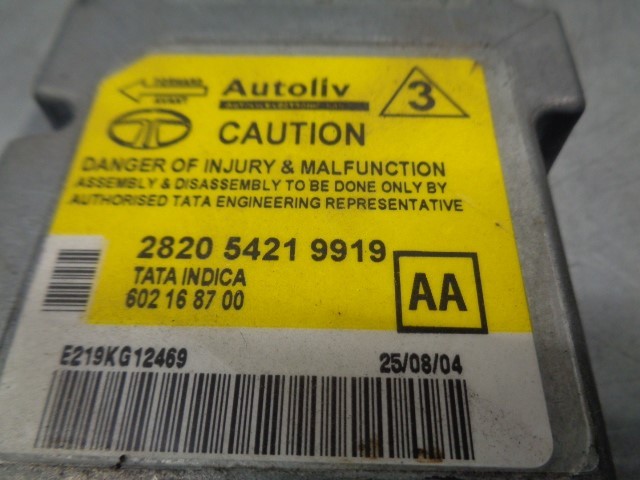 FORWARD
AVANT
Autoliv
3
CAUTION
DANGER OF INJURY & MALFUNCTION
ASSEMBLY & DISASSEMBLY TO BE DONE ONLY BY
AUTHORISED TATA ENGINEERING REPRESENTATIVE
2820 5421 9919
TATA INDICA
602 16 87 00
AA
E219KG12469
25/08/04